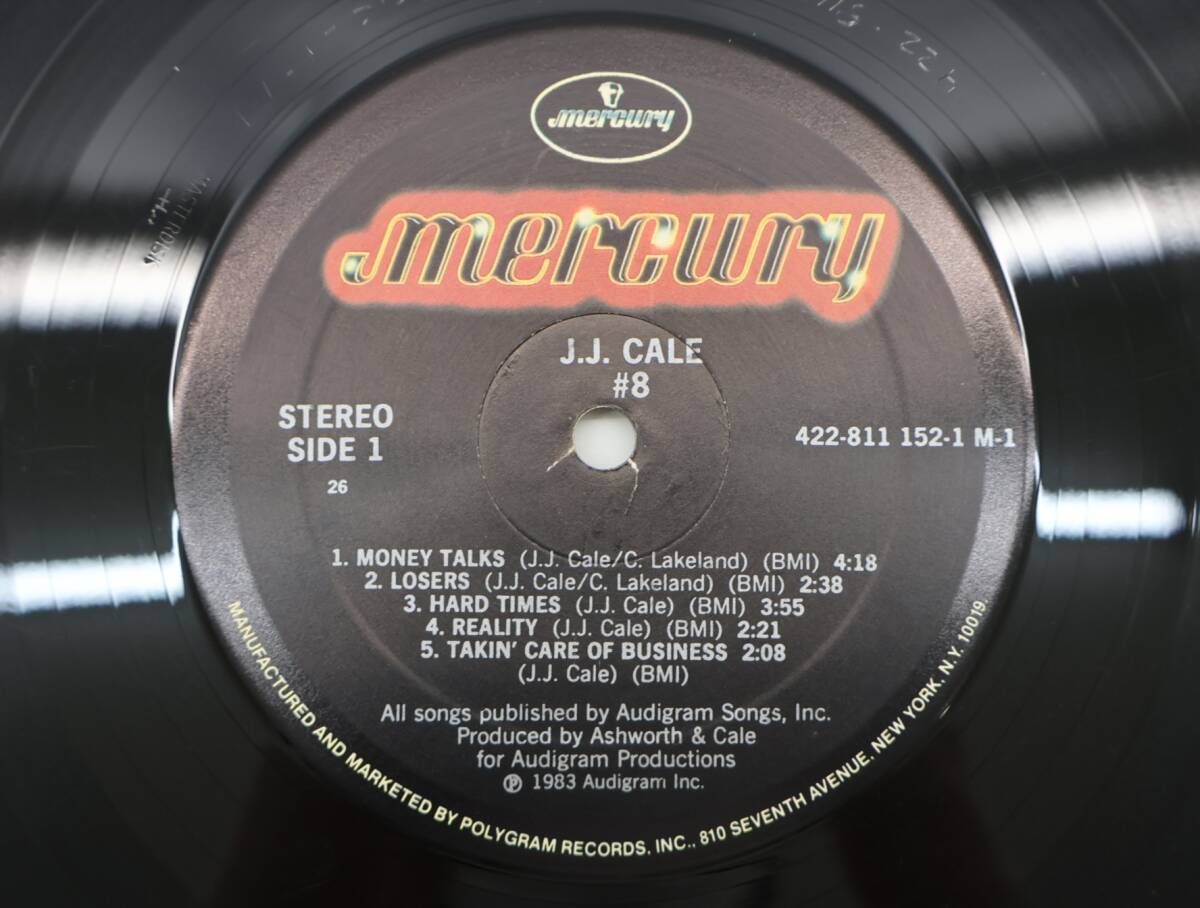 mercury
mercury
J.J. CALE
#8
STEREO
SIDE 1
26
422-811 152-1 M-1
1. MONEY TALKS (J.J. Cale/C. Lakeland) (BMI) 4:18
2. LOSERS (J.J. Cale/C. Lakeland) (BMI) 2:38
3. HARD TIMES (J.J. Cale) (BMI) 3:55
4. REALITY (J.J. Cale) (BMI) 2:21
5. TAKIN' CARE OF BUSINESS 2:08
(J.J. Cale) (BMI)
All songs published by Audigram Songs, Inc.
Produced by Ashworth & Cale
for Audigram Productions
℗ 1983 Audigram Inc.
MANUFACTURED AND MARKETED BY POLYGRAM RECORDS, INC., 810 SEVENTH AVENUE, NEW YORK, N.Y. 10019.
MASTERDISK